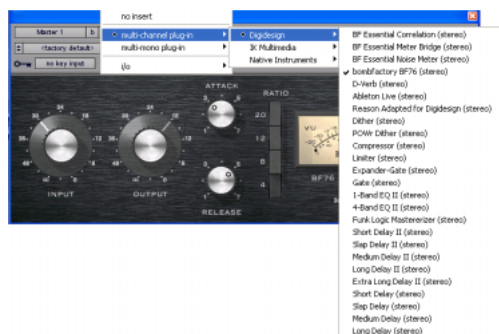 no insert
Master 1 b
multi-channel plug-in
Digidesign
<factory default>
multi-mono plug-in
IK Multimedia
no key input
Native Instruments
i/o
BF Essential Correlation (stereo)
BF Essential Meter Bridge (stereo)
BF Essential Noise Meter (stereo)
bombfactory BF76 (stereo)
D-Verb (stereo)
Ableton Live (stereo)
Reason Adapted for Digidesign (stereo)
Dither (stereo)
POWr Dither (stereo)
Compressor (stereo)
Limiter (stereo)
Expander-Gate (stereo)
Gate (stereo)
1-Band EQ II (stereo)
4-Band EQ II (stereo)
Funk Logic Mastererizer (stereo)
Short Delay II (stereo)
Slap Delay II (stereo)
Medium Delay II (stereo)
Long Delay II (stereo)
Extra Long Delay II (stereo)
Short Delay (stereo)
Slap Delay (stereo)
Medium Delay (stereo)
Long Delay (stereo)
ATTACK
RATIO
20
12
8
4
VU
BF76
INPUT
OUTPUT
RELEASE